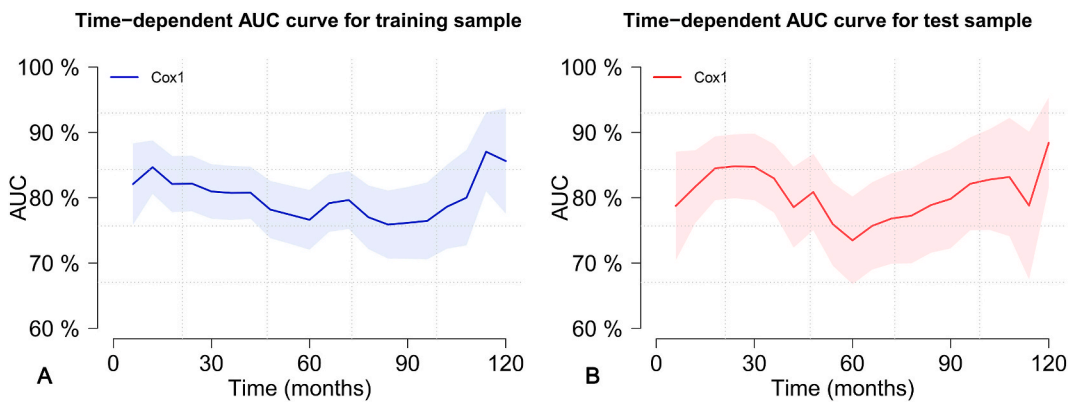 Time−dependent AUC curve for training sample
100 %
90 %
80 %
70 %
60 %
AUC
Cox1
0 30 60 90 120
Time (months)
A
Time−dependent AUC curve for test sample
100 %
90 %
80 %
70 %
60 %
AUC
Cox1
0 30 60 90 120
Time (months)
B